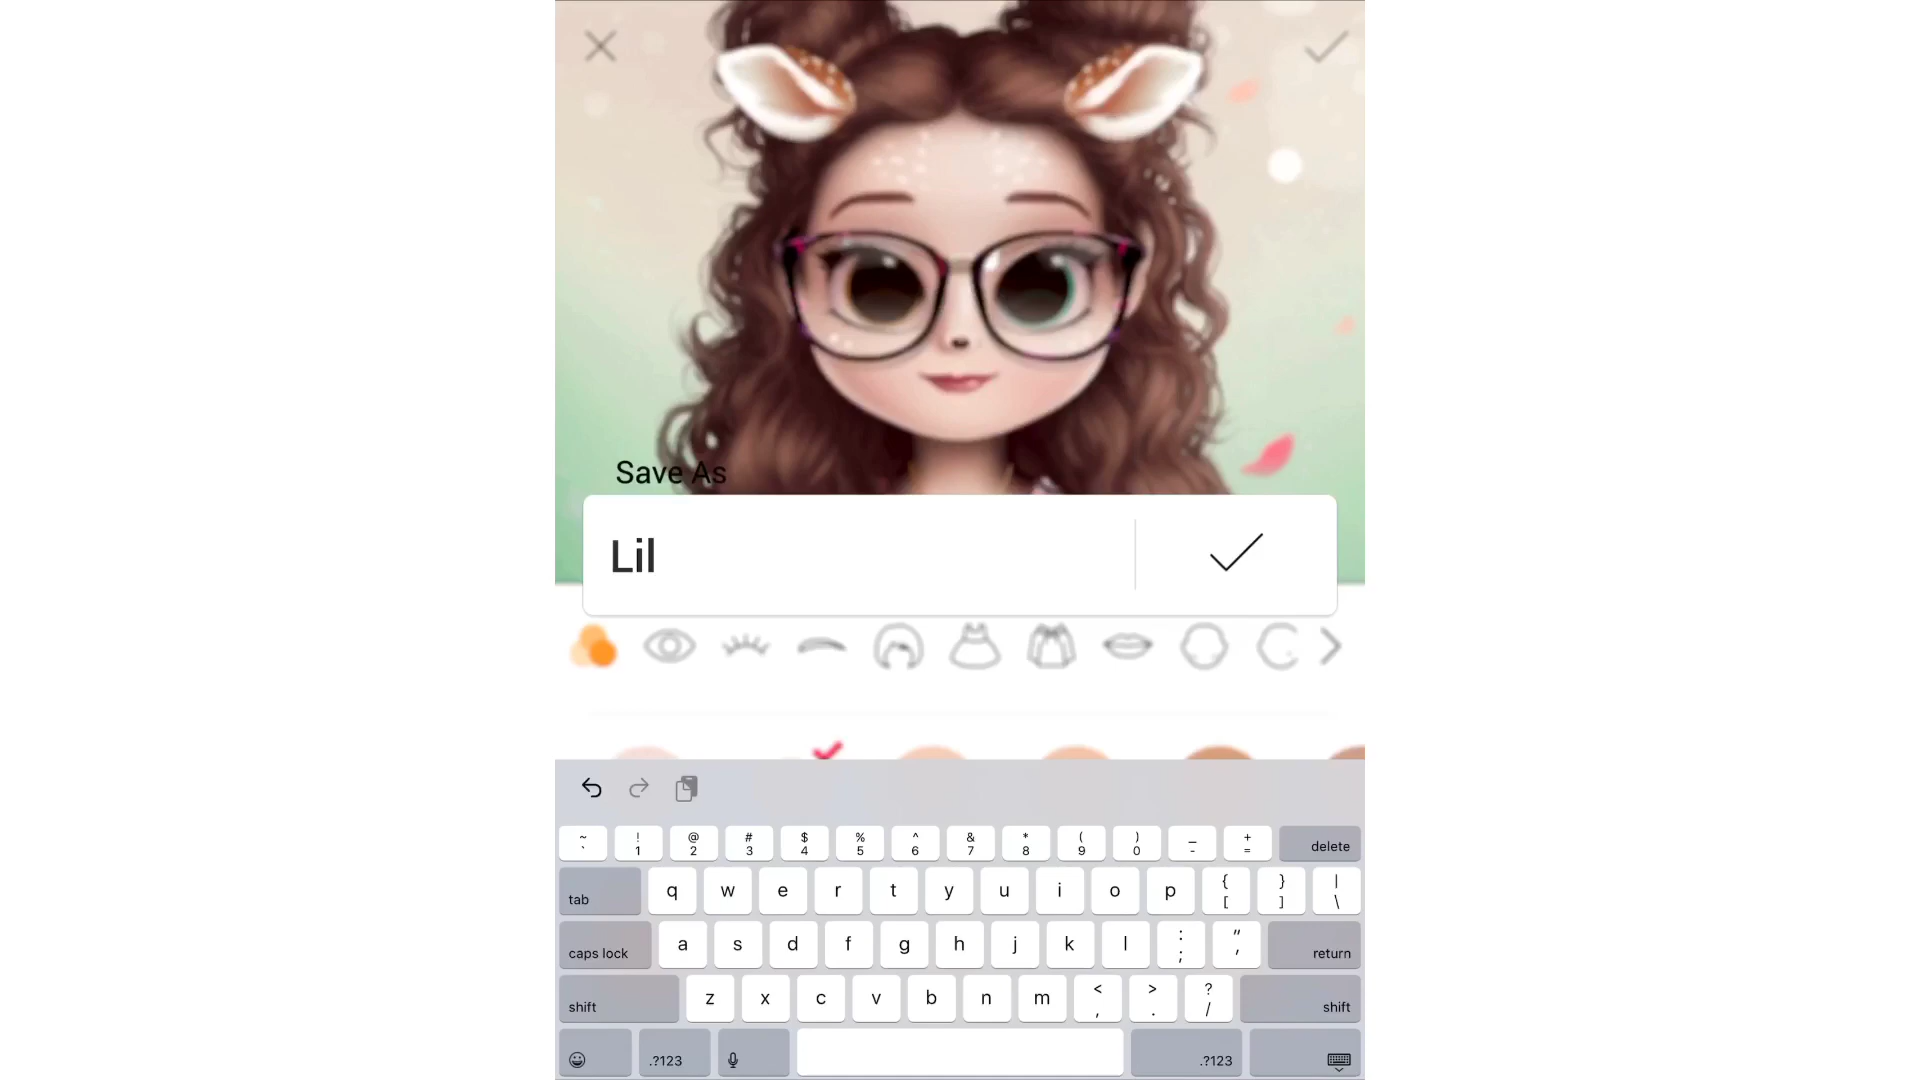 Save As
Lil
~ ! @ # $ % ^ & * ( ) _ +
` 1 2 3 4 5 6 7 8 9 0 - = delete
tab q w e r t y u i o p { [ } ] | \
caps lock a s d f g h j k l : ; " ' return
shift z x c v b n m < , > . ? / shift
.?123 .?123